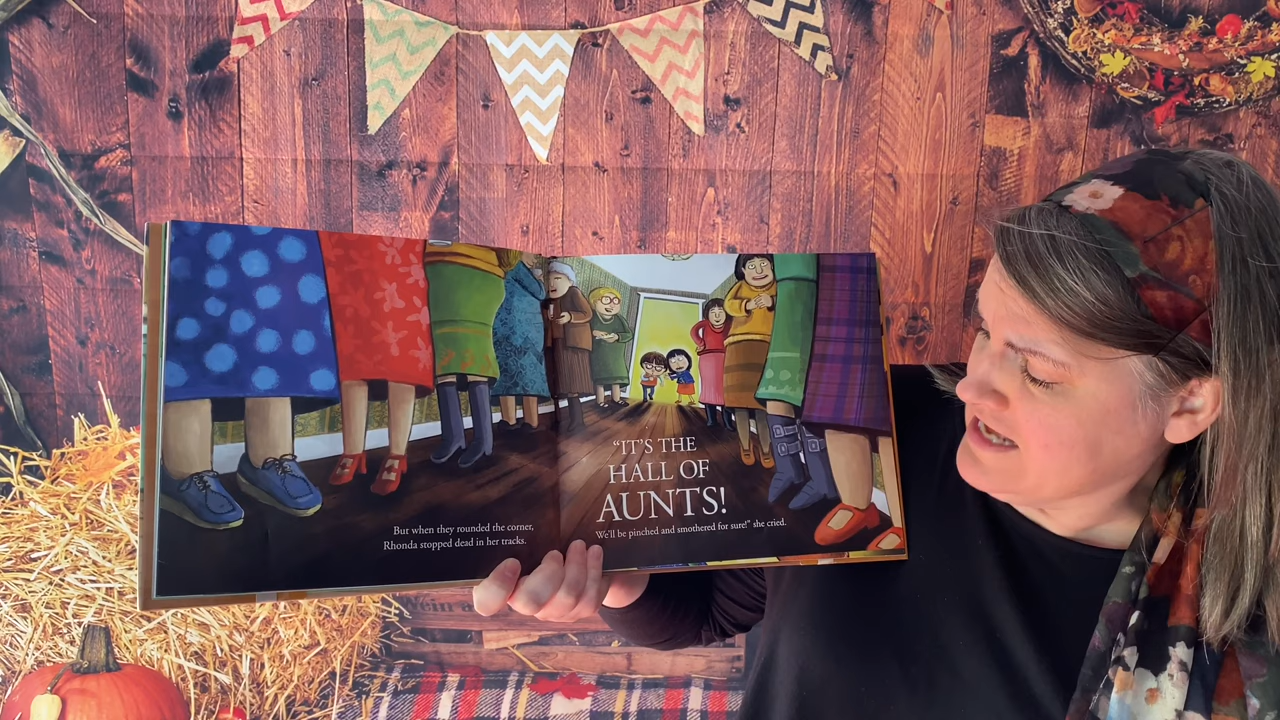 But when they rounded the corner,
Rhonda stopped dead in her tracks.
"IT'S THE
HALL OF
AUNTS!
We'll be pinched and smothered for sure!" she cried.
Wein